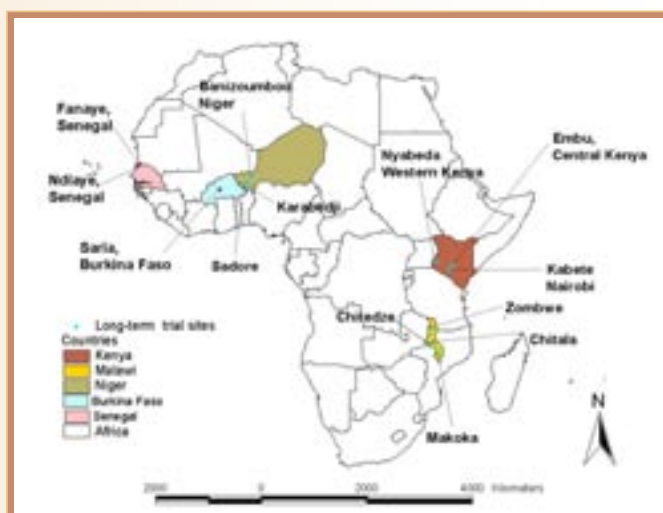 Banizoumbou
Niger
Fanaye,
Senegal
Embu,
Central Kenya
Nyabeda
Western Kenya
Ndiaye,
Senegal
Karabedji
Saria,
Burkina Faso
Sadore
Kabete
Nairobi
Chitedze
Zombwe
Chitala
Makoka
Long-term trial sites
Countries
Kenya
Malawi
Niger
Burkina Faso
Senegal
Africa
N
2000 0 2000 4000 Kilometers